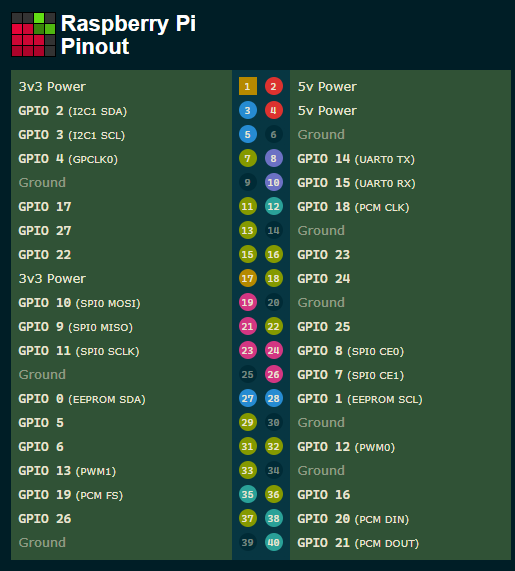 Raspberry Pi
Pinout
3v3 Power 1 2 5v Power
GPIO 2 (I2C1 SDA) 3 4 5v Power
GPIO 3 (I2C1 SCL) 5 6 Ground
GPIO 4 (GPCLK0) 7 8 GPIO 14 (UART0 TX)
Ground 9 10 GPIO 15 (UART0 RX)
GPIO 17 11 12 GPIO 18 (PCM CLK)
GPIO 27 13 14 Ground
GPIO 22 15 16 GPIO 23
3v3 Power 17 18 GPIO 24
GPIO 10 (SPI0 MOSI) 19 20 Ground
GPIO 9 (SPI0 MISO) 21 22 GPIO 25
GPIO 11 (SPI0 SCLK) 23 24 GPIO 8 (SPI0 CE0)
Ground 25 26 GPIO 7 (SPI0 CE1)
GPIO 0 (EEPROM SDA) 27 28 GPIO 1 (EEPROM SCL)
GPIO 5 29 30 Ground
GPIO 6 31 32 GPIO 12 (PWM0)
GPIO 13 (PWM1) 33 34 Ground
GPIO 19 (PCM FS) 35 36 GPIO 16
GPIO 26 37 38 GPIO 20 (PCM DIN)
Ground 39 40 GPIO 21 (PCM DOUT)